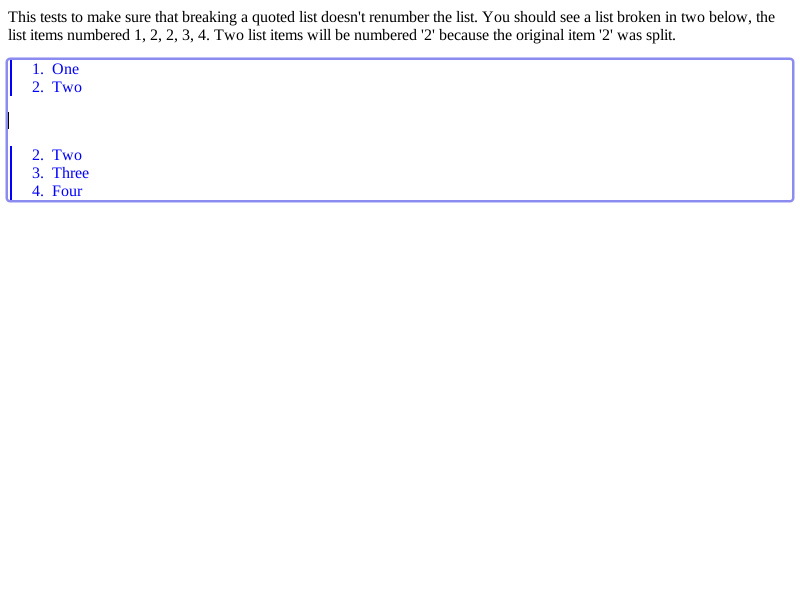 This tests to make sure that breaking a quoted list doesn't renumber the list. You should see a list broken in two below, the
list items numbered 1, 2, 2, 3, 4. Two list items will be numbered '2' because the original item '2' was split.
1. One
2. Two
2. Two
3. Three
4. Four